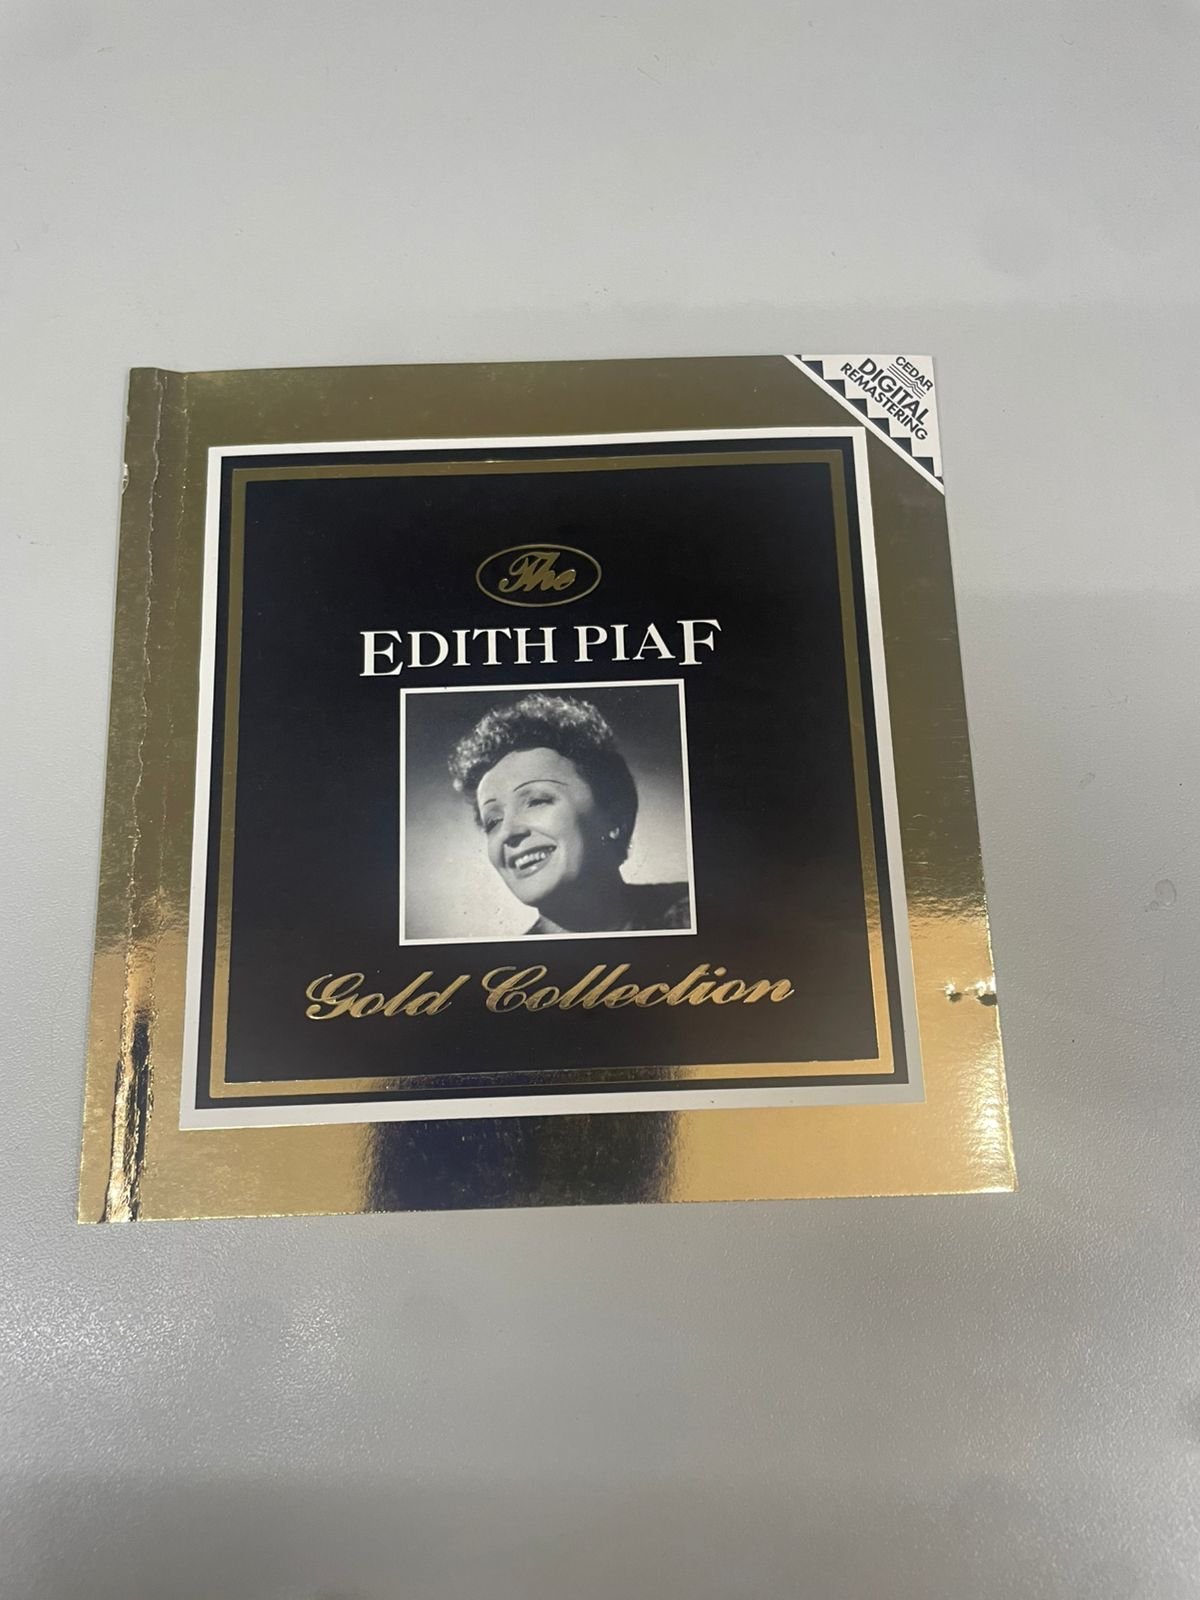 CEDAR
DIGITAL
REMASTERING
The
EDITH PIAF
Gold Collection